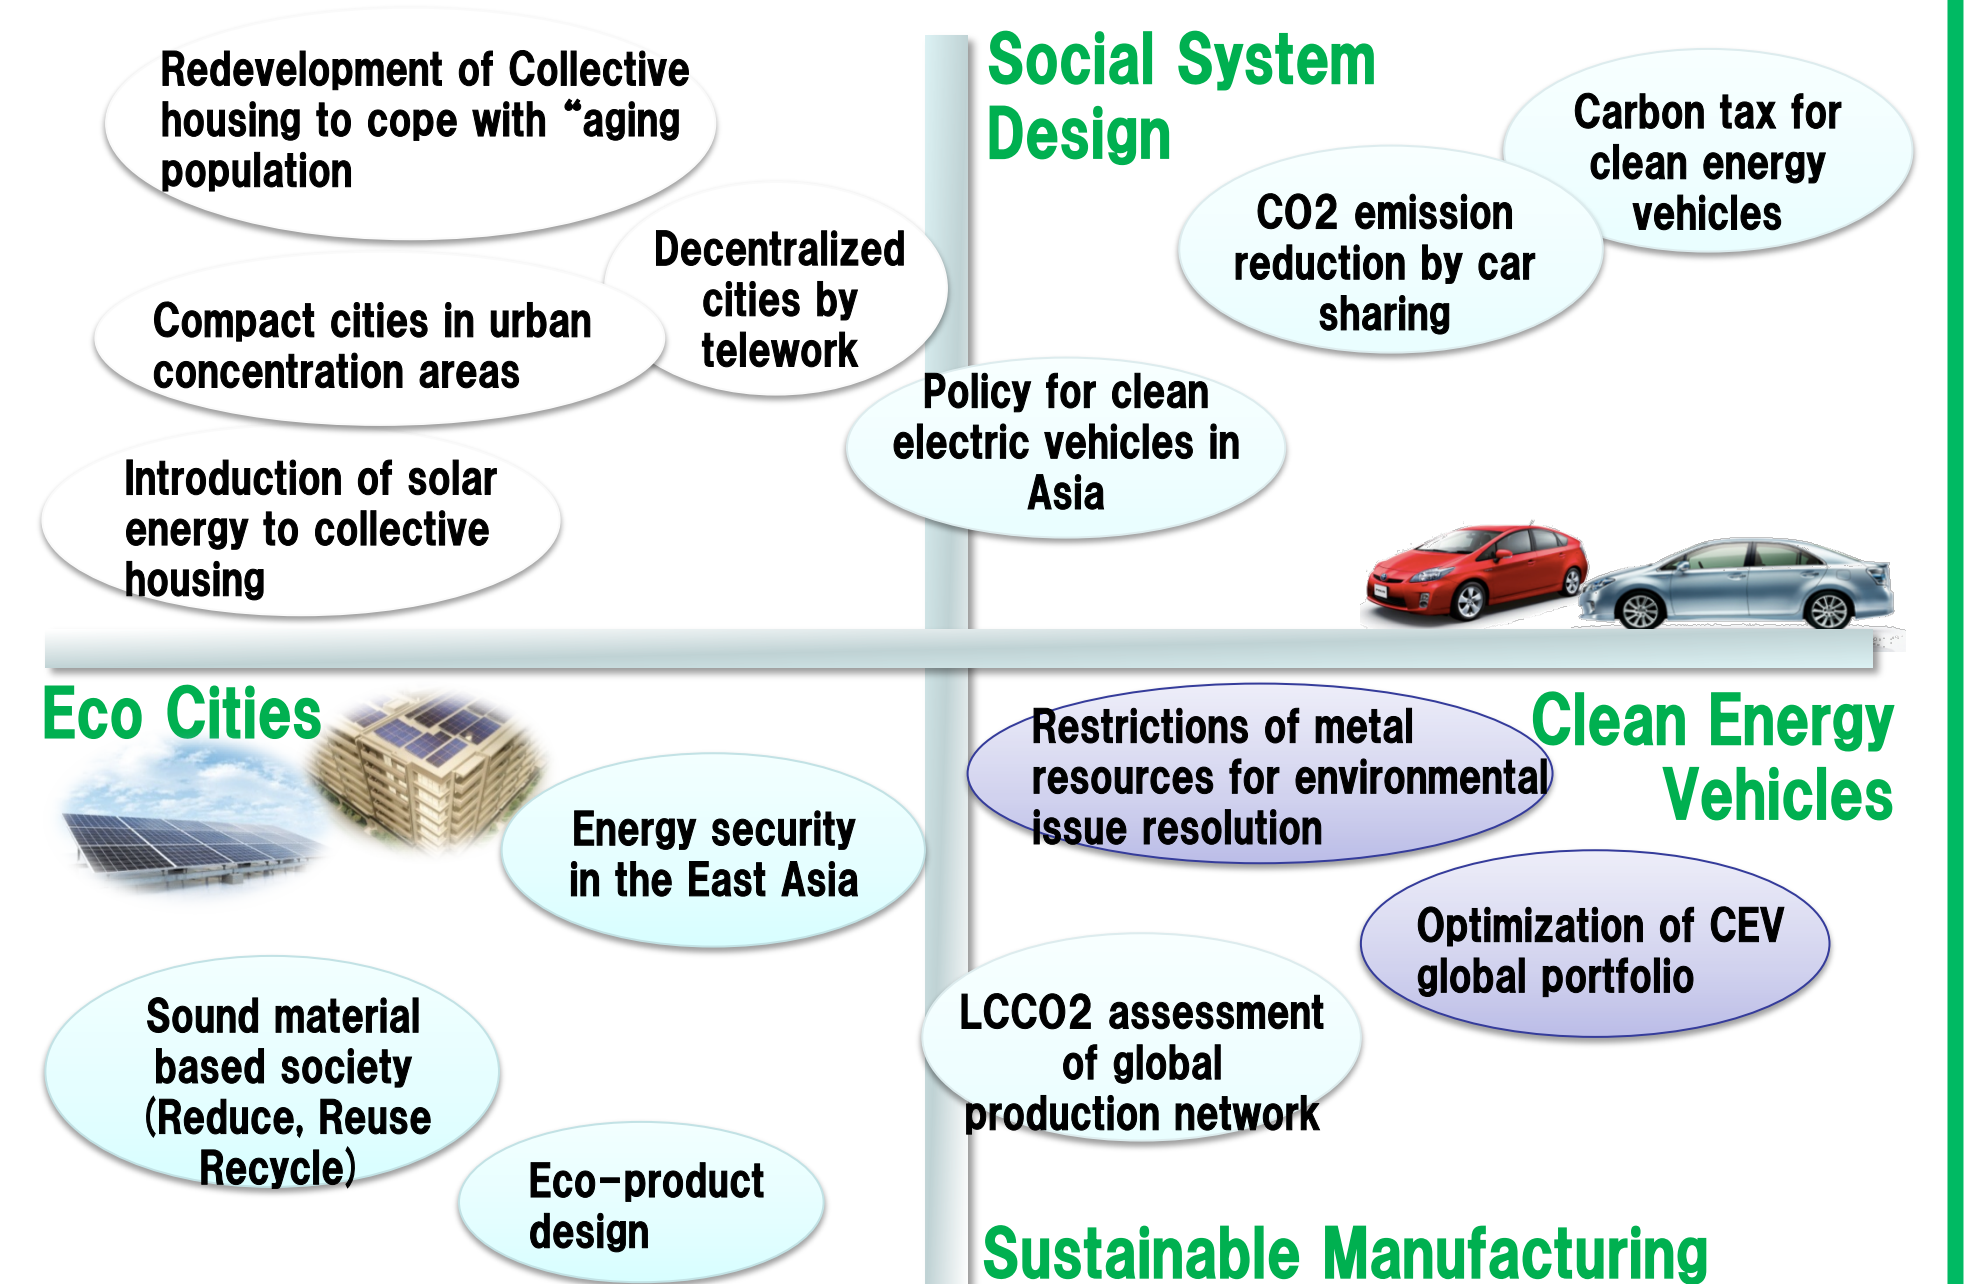 Redevelopment of Collective
housing to cope with “aging
population
Social System
Design
Carbon tax for
clean energy
vehicles
CO2 emission
reduction by car
sharing
Decentralized
cities by
telework
Compact cities in urban
concentration areas
Policy for clean
electric vehicles in
Asia
Introduction of solar
energy to collective
housing
Eco Cities
Clean Energy
Vehicles
Restrictions of metal
resources for environmental
issue resolution
Energy security
in the East Asia
Optimization of CEV
global portfolio
LCCO2 assessment
of global
production network
Sound material
based society
(Reduce, Reuse
Recycle)
Eco-product
design
Sustainable Manufacturing